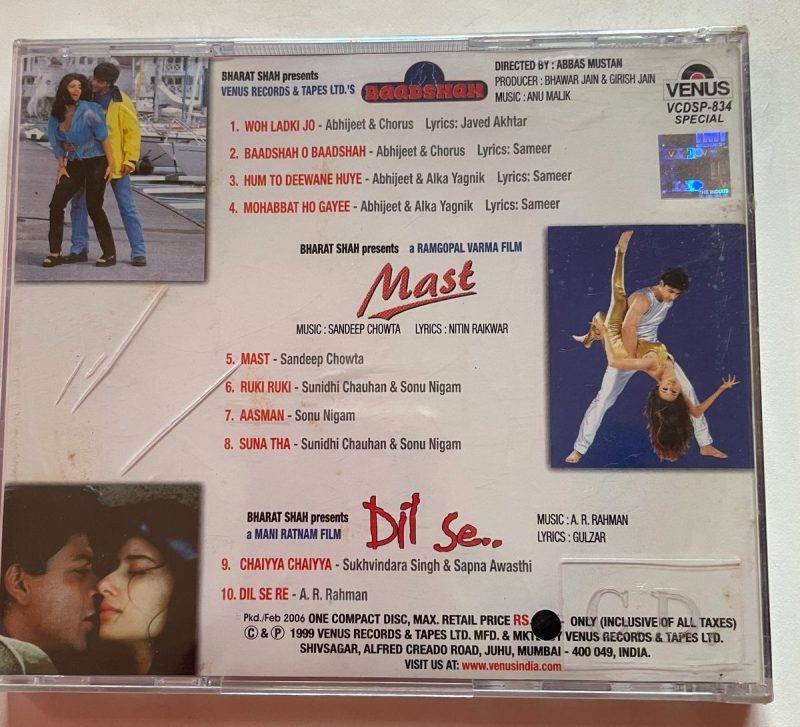 BHARAT SHAH presents
VENUS RECORDS & TAPES LTD.'S
BAADSHAH
DIRECTED BY : ABBAS MUSTAN
PRODUCER : BHAWAR JAIN & GIRISH JAIN
MUSIC : ANU MALIK
VENUS
VCDSP-834
SPECIAL
1. WOH LADKI JO - Abhijeet & Chorus Lyrics: Javed Akhtar
2. BAADSHAH O BAADSHAH - Abhijeet & Chorus Lyrics: Sameer
3. HUM TO DEEWANE HUYE - Abhijeet & Alka Yagnik Lyrics: Sameer
4. MOHABBAT HO GAYEE - Abhijeet & Alka Yagnik Lyrics: Sameer
BHARAT SHAH presents a RAMGOPAL VARMA FILM
Mast
MUSIC : SANDEEP CHOWTA LYRICS : NITIN RAIKWAR
5. MAST - Sandeep Chowta
6. RUKI RUKI - Sunidhi Chauhan & Sonu Nigam
7. AASMAN - Sonu Nigam
8. SUNA THA - Sunidhi Chauhan & Sonu Nigam
BHARAT SHAH presents
a MANI RATNAM FILM
Dil se..
MUSIC : A. R. RAHMAN
LYRICS : GULZAR
9. CHAIYYA CHAIYYA - Sukhvindara Singh & Sapna Awasthi
10. DIL SE RE - A. R. Rahman
CD
Pkd./Feb 2006 ONE COMPACT DISC, MAX. RETAIL PRICE RS. ONLY (INCLUSIVE OF ALL TAXES)
© & ℗ 1999 VENUS RECORDS & TAPES LTD. MFD. & VENUS RECORDS & TAPES LTD.
SHIVSAGAR, ALFRED CREADO ROAD, JUHU, MUMBAI - 400 049, INDIA.
VISIT US AT: www.venusindia.com